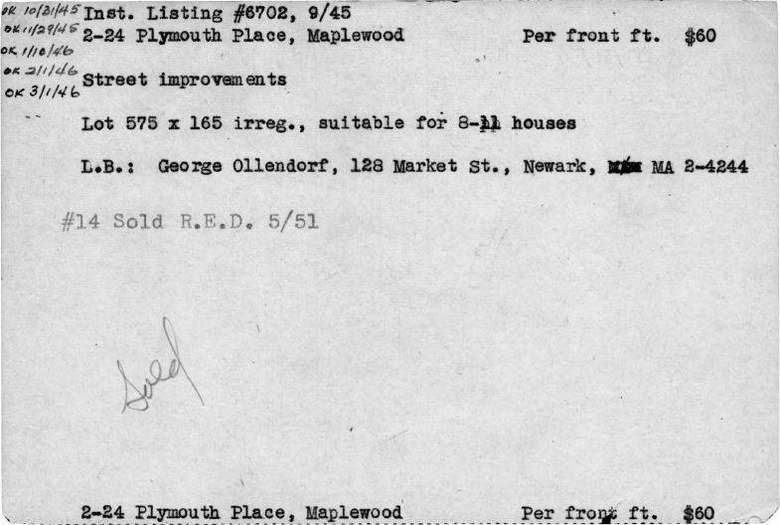 OK 10/31/45
OK 11/29/45
OK 1/10/46
OK 2/1/46
OK 3/1/46
Inst. Listing #6702, 9/45
2-24 Plymouth Place, Maplewood Per front ft. $60
Street improvements
Lot 575 x 165 irreg., suitable for 8-11 houses
L.B.: George Ollendorf, 128 Market St., Newark, MA 2-4244
#14 Sold R.E.D. 5/51
Sold
2-24 Plymouth Place, Maplewood Per front ft. $60